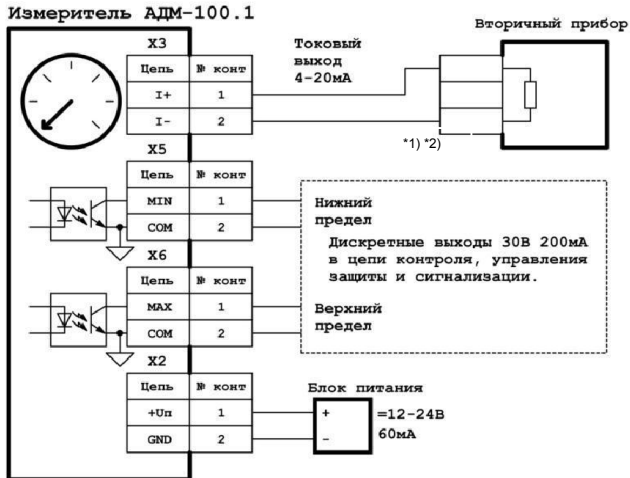 Измеритель АДМ-100.1
Вторичный прибор
X3
Цепь № конт
I+ 1
I- 2
Токовый
выход
4-20мА
*1) *2)
X5
Цепь № конт
MIN 1
COM 2
Нижний
предел
Дискретные выходы 30В 200мА
в цепи контроля, управления
защиты и сигнализации.
X6
Цепь № конт
MAX 1
COM 2
Верхний
предел
X2
Цепь № конт
+Uп 1
GND 2
Блок питания
+ =12-24В
- 60мА